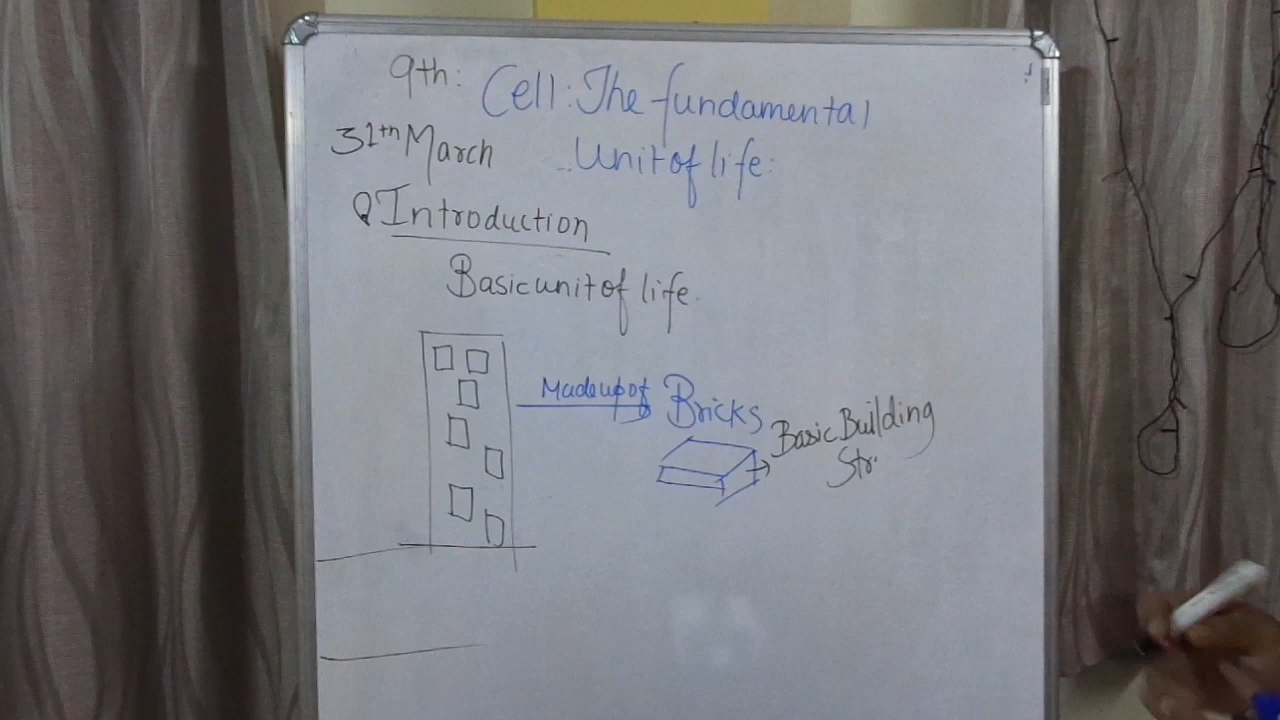 9th: Cell: The fundamental
31th March Unit of life:
Introduction
Basic unit of life.
Made up of Bricks
Basic Building
Str.